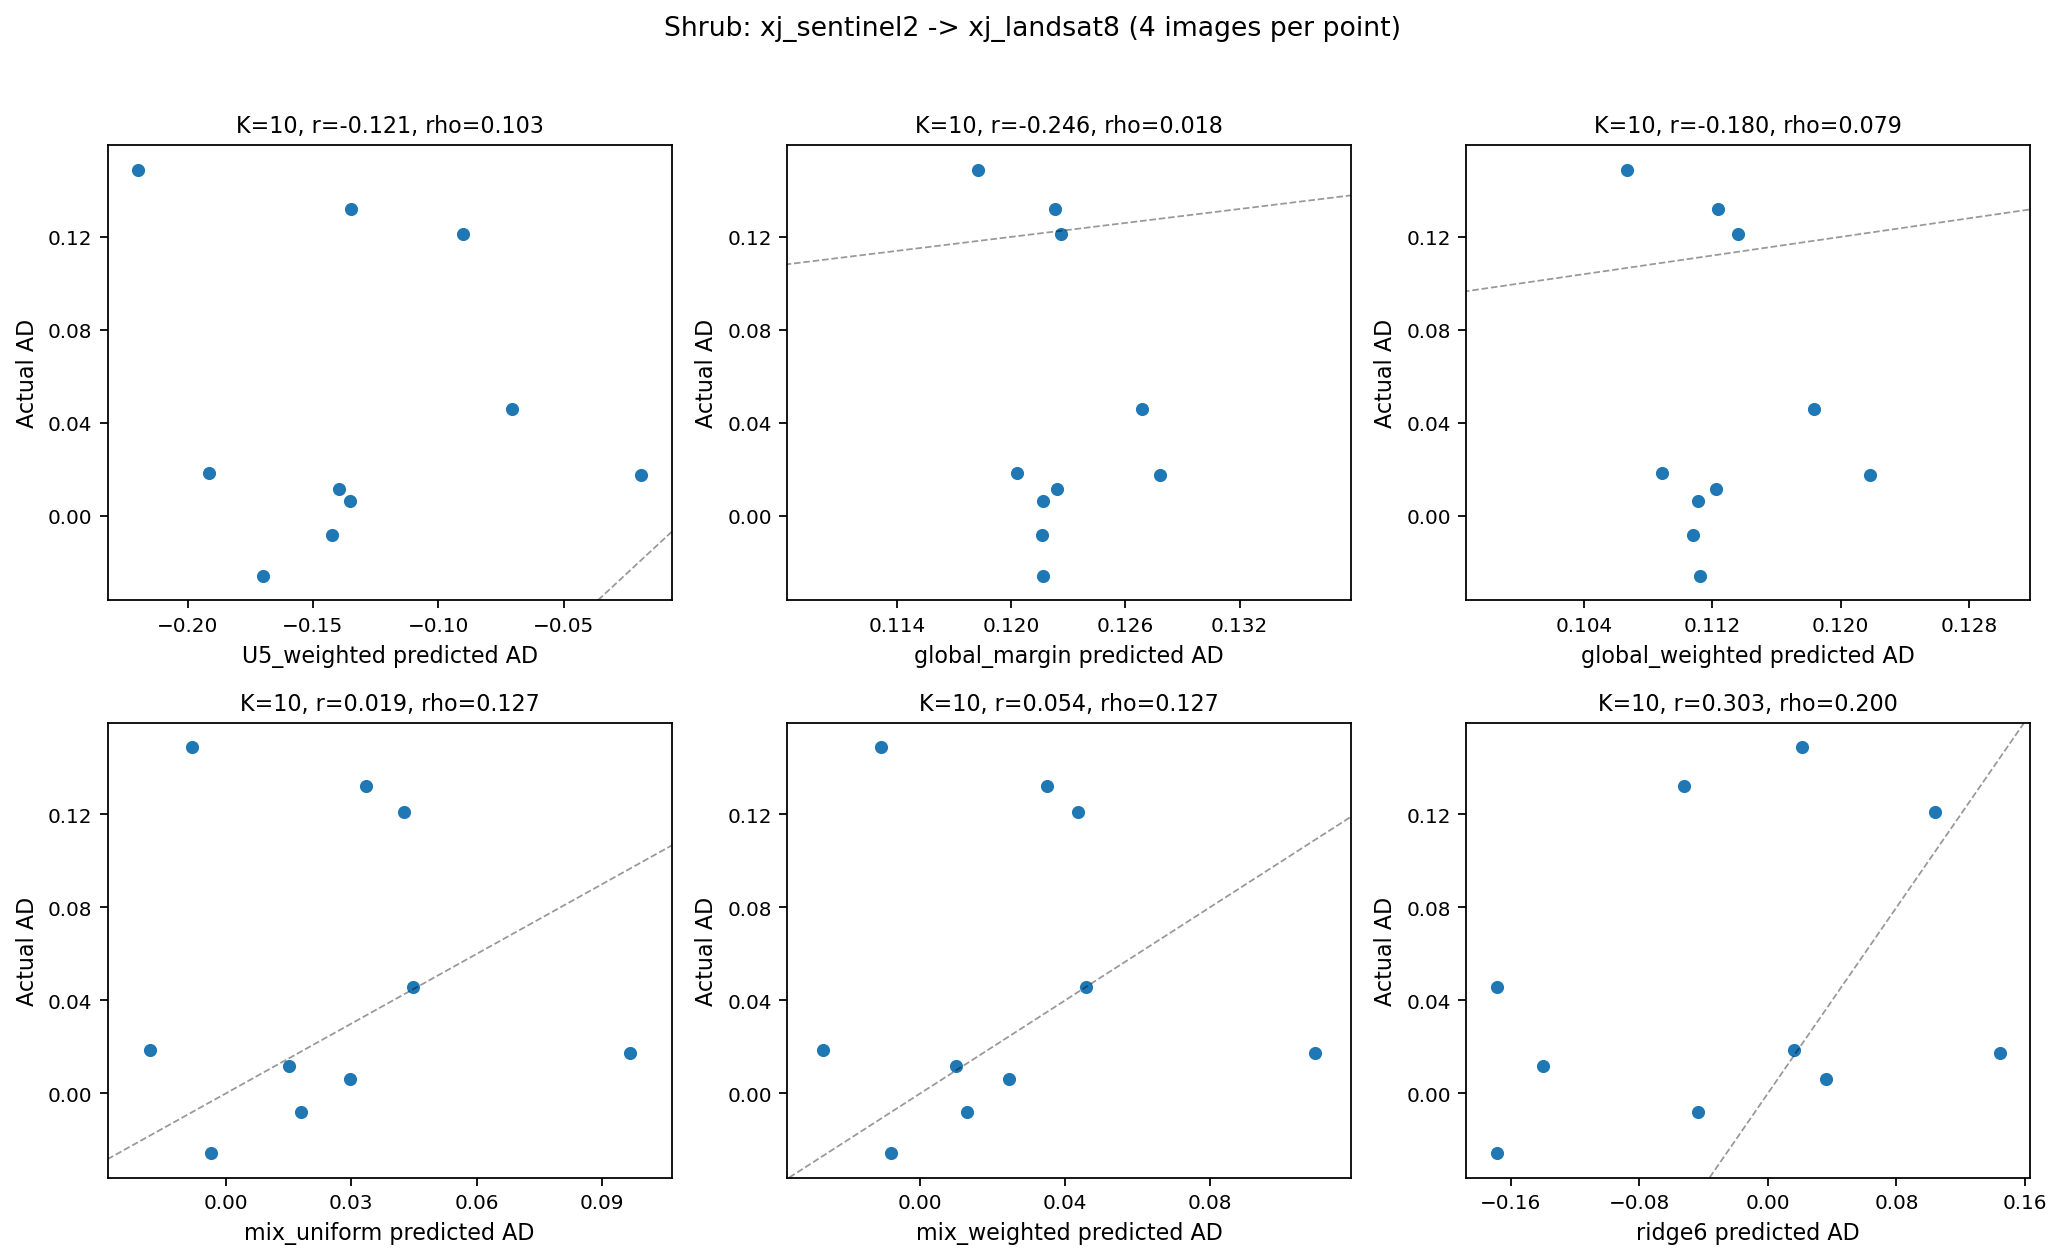 Shrub: xj_sentinel2 -> xj_landsat8 (4 images per point)
K=10, r=-0.121, rho=0.103
Actual AD
0.12
0.08
0.04
0.00
−0.20 −0.15 −0.10 −0.05
U5_weighted predicted AD
K=10, r=-0.246, rho=0.018
Actual AD
0.12
0.08
0.04
0.00
0.114 0.120 0.126 0.132
global_margin predicted AD
K=10, r=-0.180, rho=0.079
Actual AD
0.12
0.08
0.04
0.00
0.104 0.112 0.120 0.128
global_weighted predicted AD
K=10, r=0.019, rho=0.127
Actual AD
0.12
0.08
0.04
0.00
0.00 0.03 0.06 0.09
mix_uniform predicted AD
K=10, r=0.054, rho=0.127
Actual AD
0.12
0.08
0.04
0.00
0.00 0.04 0.08
mix_weighted predicted AD
K=10, r=0.303, rho=0.200
Actual AD
0.12
0.08
0.04
0.00
−0.16 −0.08 0.00 0.08 0.16
ridge6 predicted AD